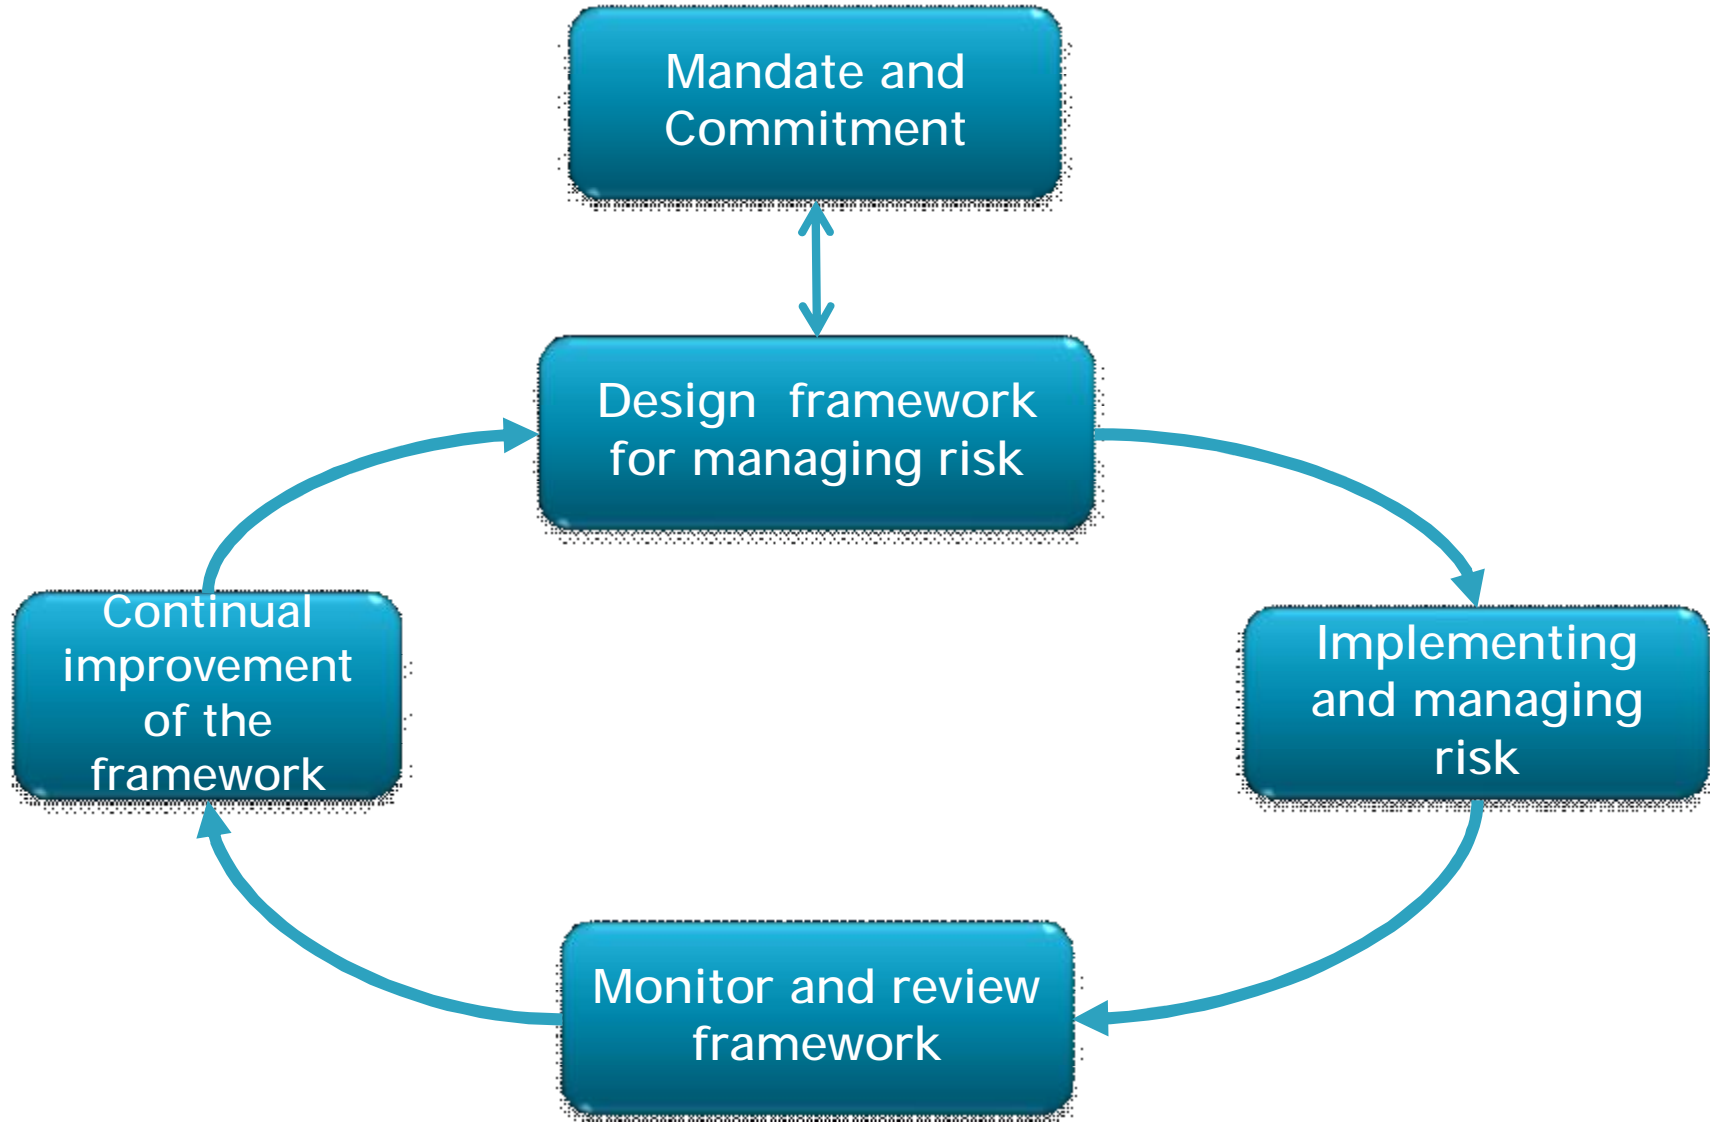 Mandate and
Commitment
Design framework
for managing risk
Continual
improvement
of the
framework
Implementing
and managing
risk
Monitor and review
framework